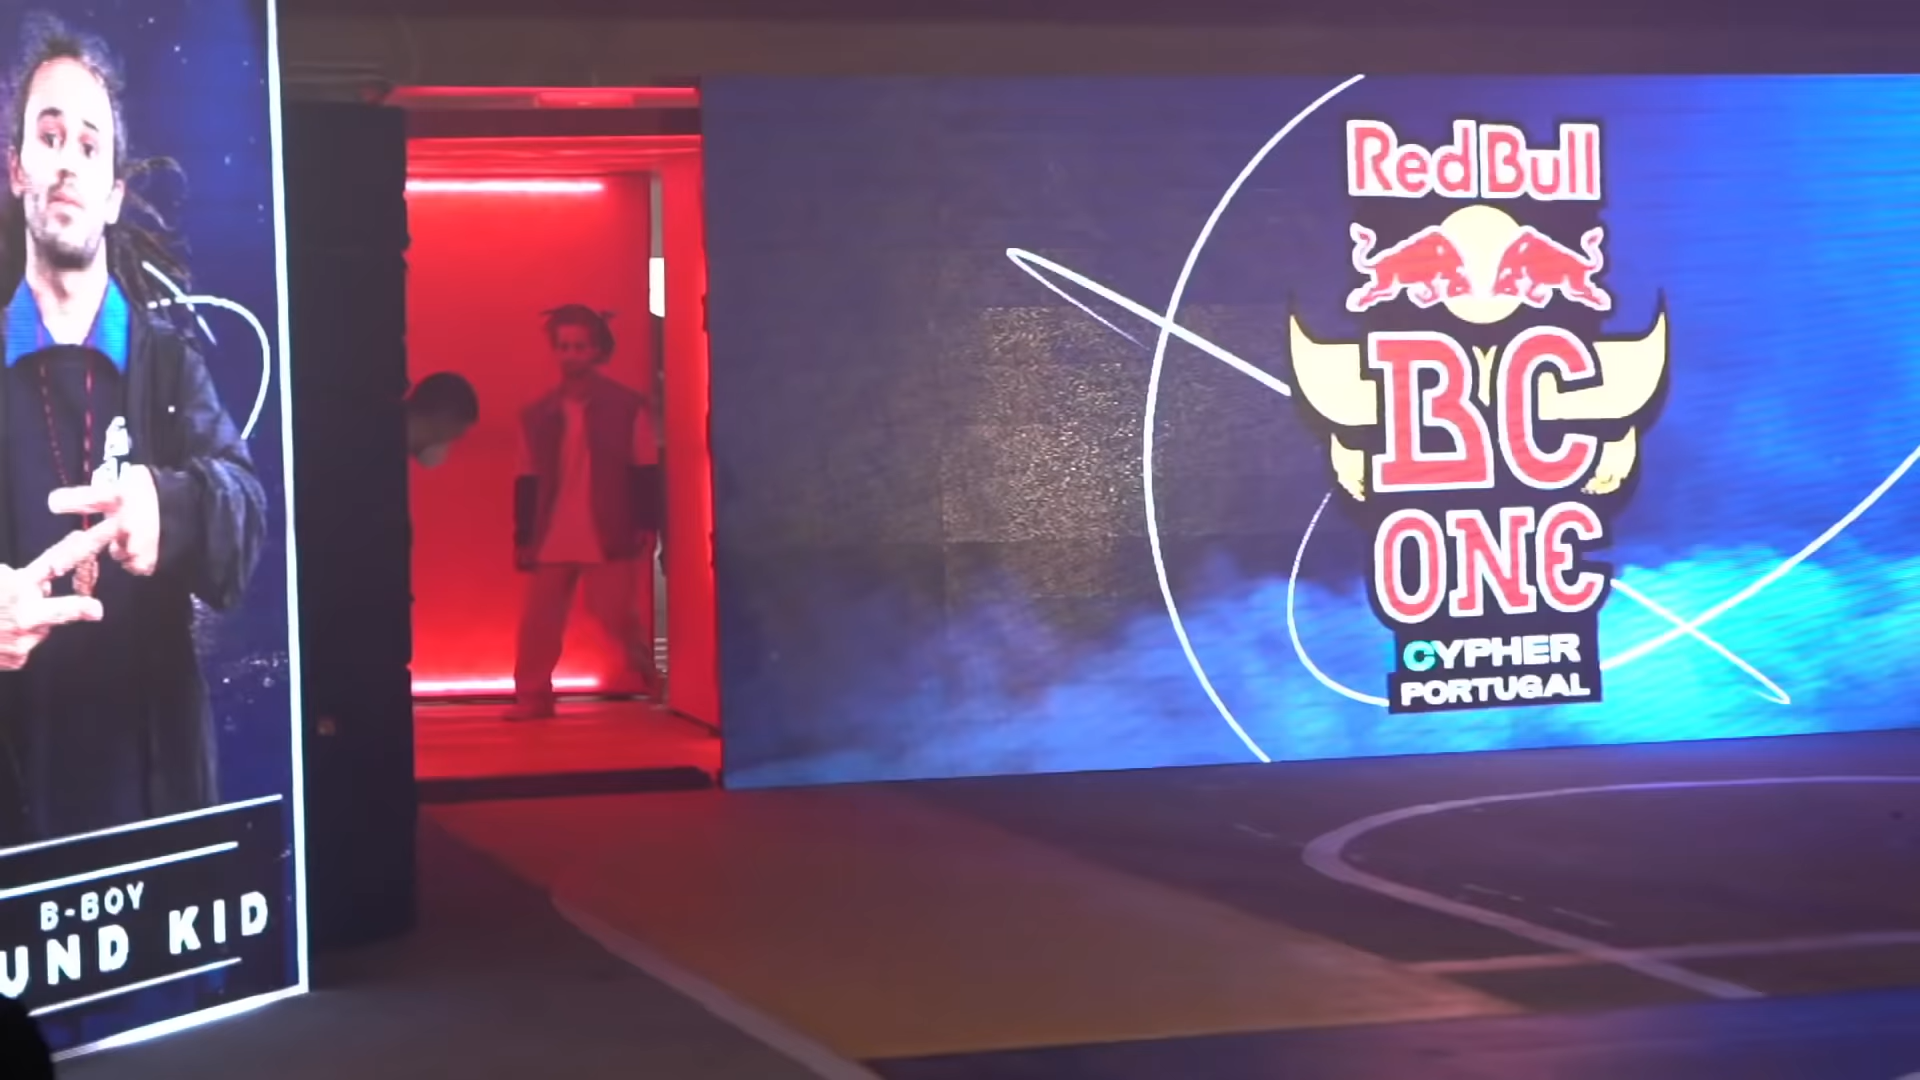 B-BOY
UND KID
Red Bull
BC
ONE
CYPHER
PORTUGAL